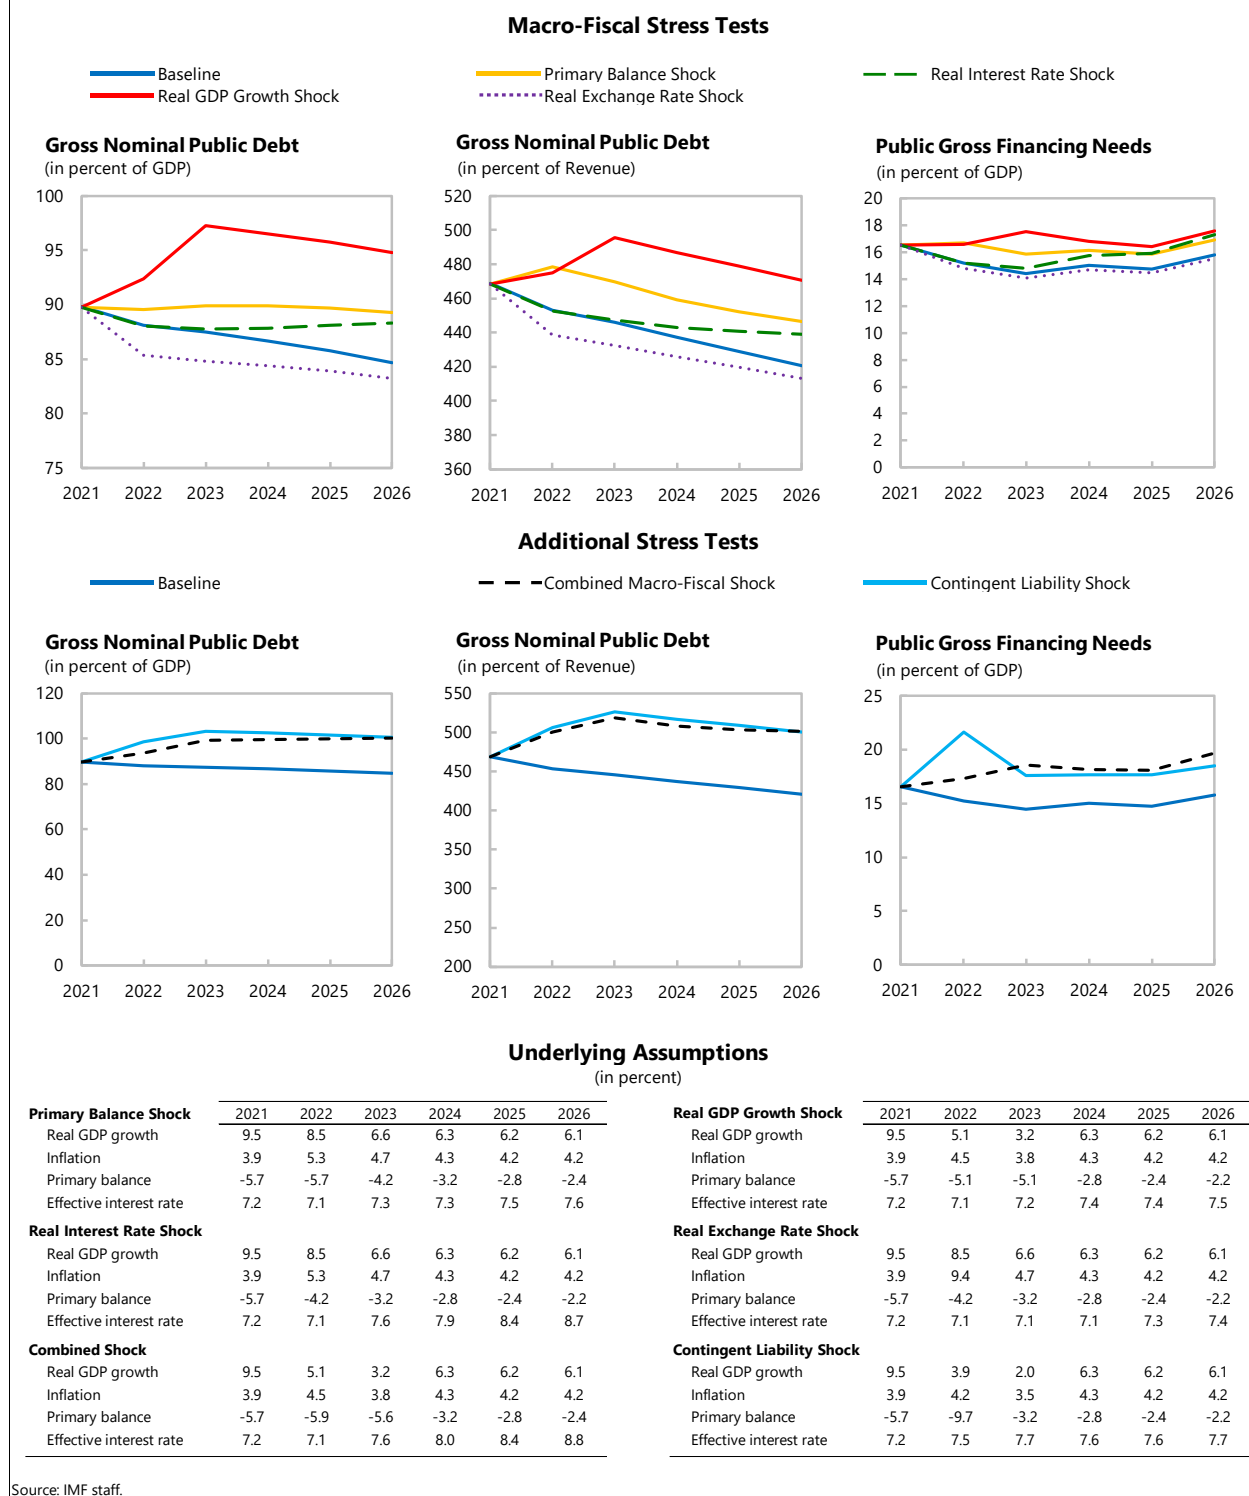 Macro-Fiscal Stress Tests
Baseline
Primary Balance Shock
Real Interest Rate Shock
Real GDP Growth Shock
Real Exchange Rate Shock
Gross Nominal Public Debt
(in percent of GDP)
100
95
90
85
80
75
2021 2022 2023 2024 2025 2026
Gross Nominal Public Debt
(in percent of Revenue)
520
500
480
460
440
420
400
380
360
2021 2022 2023 2024 2025 2026
Public Gross Financing Needs
(in percent of GDP)
20
18
16
14
12
10
8
6
4
2
0
2021 2022 2023 2024 2025 2026
Additional Stress Tests
Baseline
Combined Macro-Fiscal Shock
Contingent Liability Shock
Gross Nominal Public Debt
(in percent of GDP)
120
100
80
60
40
20
0
2021 2022 2023 2024 2025 2026
Gross Nominal Public Debt
(in percent of Revenue)
550
500
450
400
350
300
250
200
2021 2022 2023 2024 2025 2026
Public Gross Financing Needs
(in percent of GDP)
25
20
15
10
5
0
2021 2022 2023 2024 2025 2026
Underlying Assumptions
(in percent)
Primary Balance Shock 2021 2022 2023 2024 2025 2026
Real GDP growth 9.5 8.5 6.6 6.3 6.2 6.1
Inflation 3.9 5.3 4.7 4.3 4.2 4.2
Primary balance -5.7 -5.7 -4.2 -3.2 -2.8 -2.4
Effective interest rate 7.2 7.1 7.3 7.3 7.5 7.6
Real Interest Rate Shock
Real GDP growth 9.5 8.5 6.6 6.3 6.2 6.1
Inflation 3.9 5.3 4.7 4.3 4.2 4.2
Primary balance -5.7 -4.2 -3.2 -2.8 -2.4 -2.2
Effective interest rate 7.2 7.1 7.6 7.9 8.4 8.7
Combined Shock
Real GDP growth 9.5 5.1 3.2 6.3 6.2 6.1
Inflation 3.9 4.5 3.8 4.3 4.2 4.2
Primary balance -5.7 -5.9 -5.6 -3.2 -2.8 -2.4
Effective interest rate 7.2 7.1 7.6 8.0 8.4 8.8
Real GDP Growth Shock 2021 2022 2023 2024 2025 2026
Real GDP growth 9.5 5.1 3.2 6.3 6.2 6.1
Inflation 3.9 4.5 3.8 4.3 4.2 4.2
Primary balance -5.7 -5.1 -5.1 -2.8 -2.4 -2.2
Effective interest rate 7.2 7.1 7.2 7.4 7.4 7.5
Real Exchange Rate Shock
Real GDP growth 9.5 8.5 6.6 6.3 6.2 6.1
Inflation 3.9 9.4 4.7 4.3 4.2 4.2
Primary balance -5.7 -4.2 -3.2 -2.8 -2.4 -2.2
Effective interest rate 7.2 7.1 7.1 7.1 7.3 7.4
Contingent Liability Shock
Real GDP growth 9.5 3.9 2.0 6.3 6.2 6.1
Inflation 3.9 4.2 3.5 4.3 4.2 4.2
Primary balance -5.7 -9.7 -3.2 -2.8 -2.4 -2.2
Effective interest rate 7.2 7.5 7.7 7.6 7.6 7.7
Source: IMF staff.